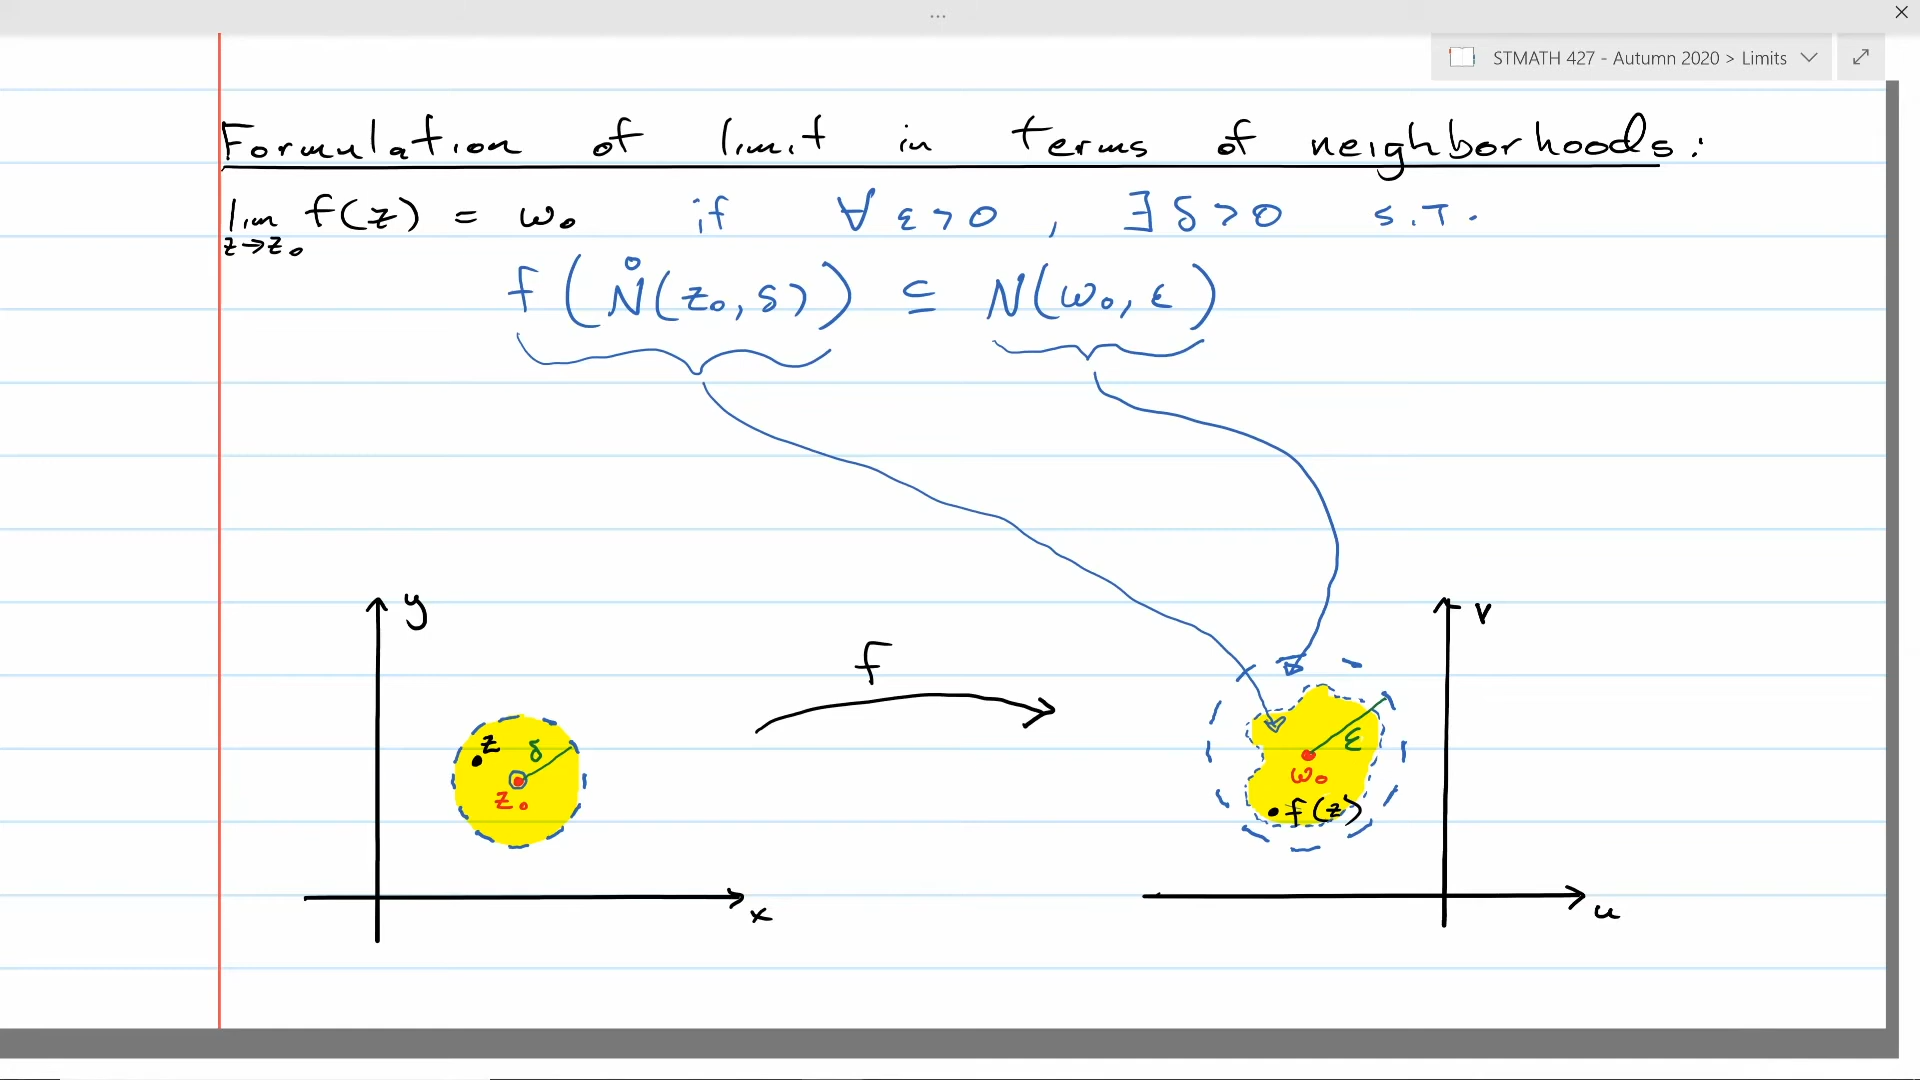 ...
STMATH 427 - Autumn 2020 > Limits
Formulation of limit in terms of neighborhoods:
lim f(z) = w₀ if ∀ ε > 0, ∃ δ > 0 s.t.
z→z₀
f(N̊(z₀, δ)) ⊆ N(w₀, ε)
y
v
f
z
δ
z₀
ε
w₀
f(z)
x
u